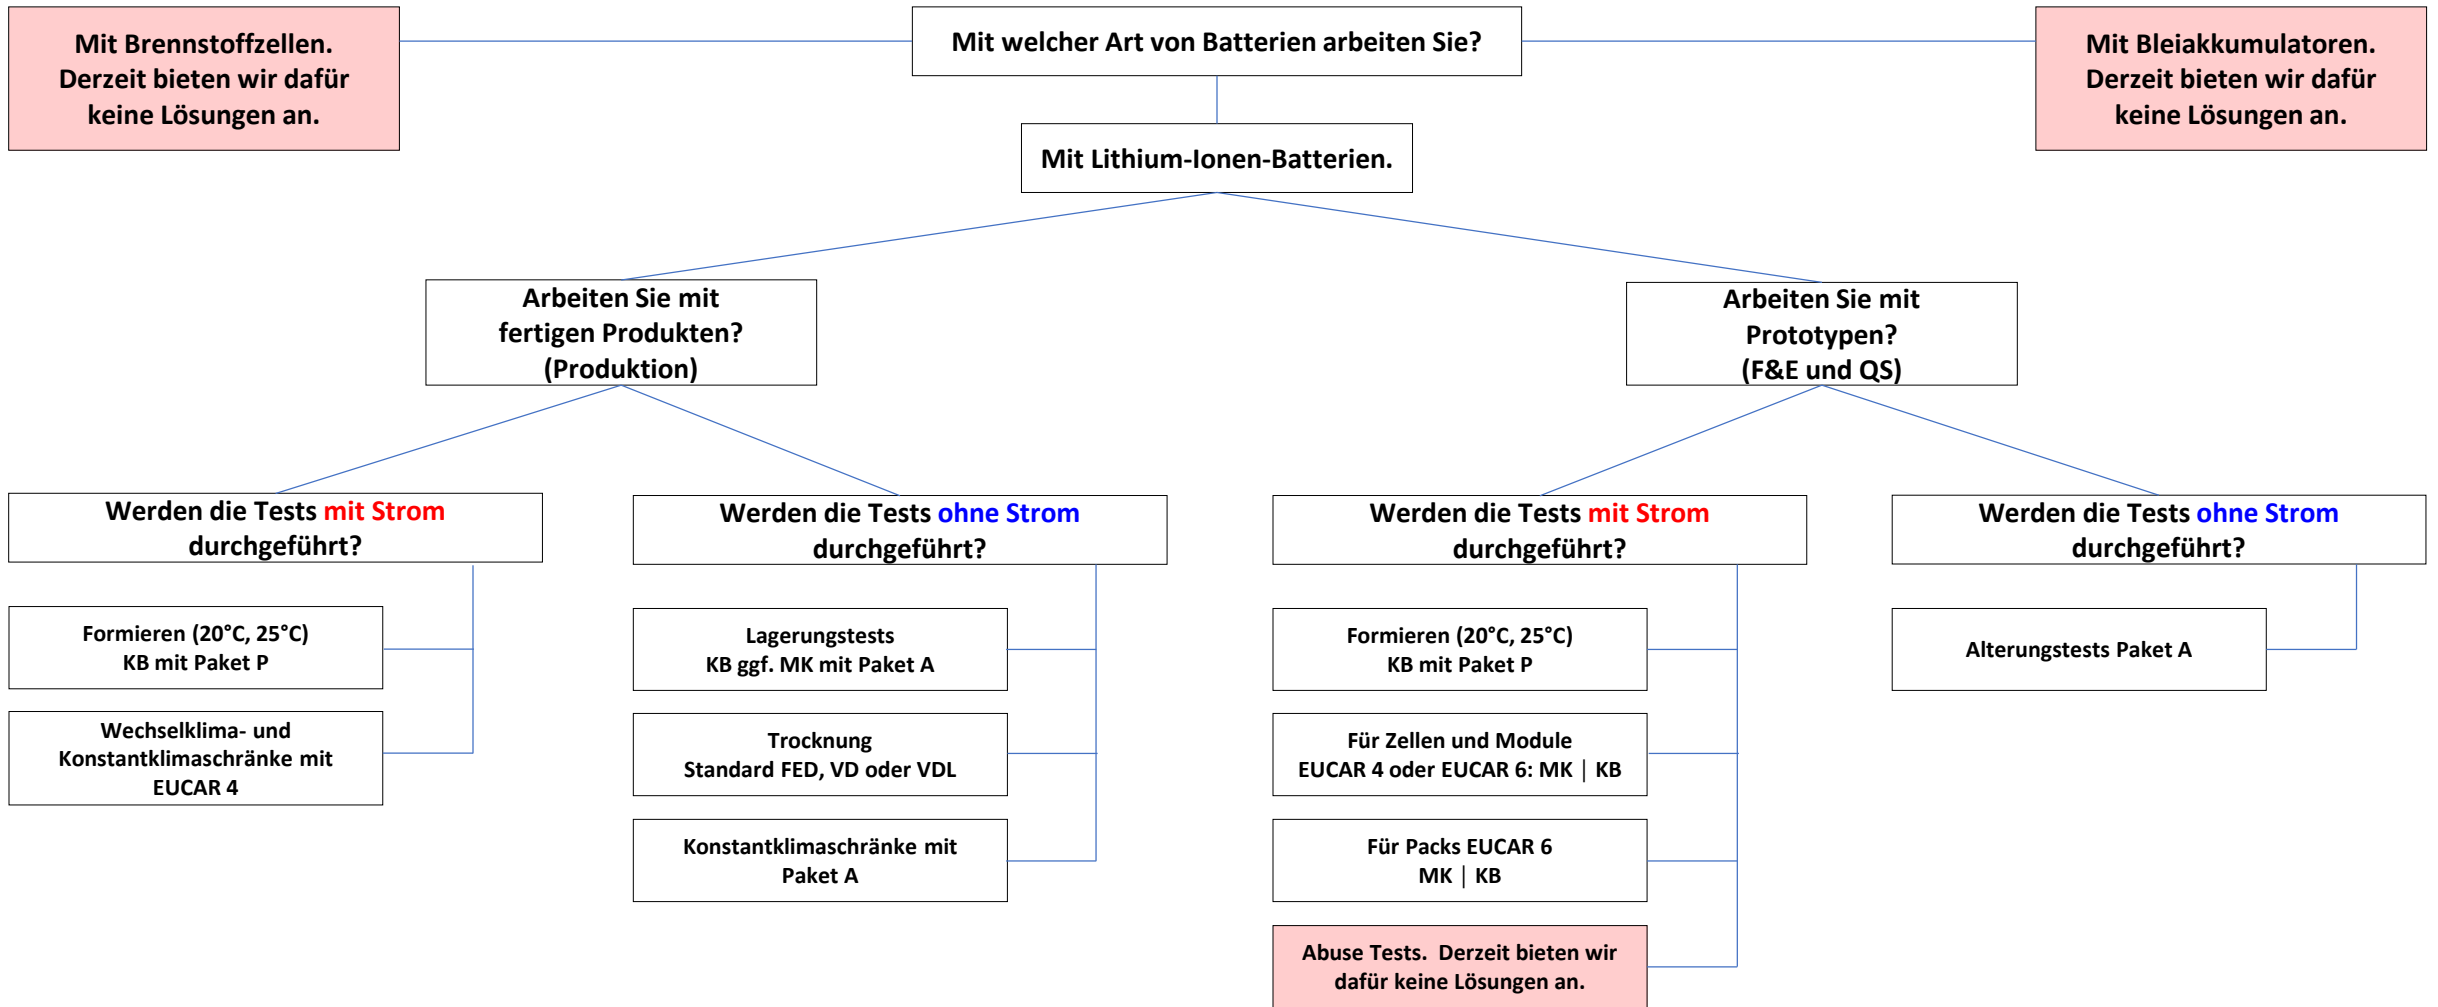 Mit Brennstoffzellen.
Derzeit bieten wir dafür
keine Lösungen an.
Mit welcher Art von Batterien arbeiten Sie?
Mit Bleiakkumulatoren.
Derzeit bieten wir dafür
keine Lösungen an.
Mit Lithium-Ionen-Batterien.
Arbeiten Sie mit
fertigen Produkten?
(Produktion)
Arbeiten Sie mit
Prototypen?
(F&E und QS)
Werden die Tests mit Strom
durchgeführt?
Formieren (20°C, 25°C)
KB mit Paket P
Wechselklima- und
Konstantklimaschränke mit
EUCAR 4
Werden die Tests ohne Strom
durchgeführt?
Lagerungstests
KB ggf. MK mit Paket A
Trocknung
Standard FED, VD oder VDL
Konstantklimaschränke mit
Paket A
Werden die Tests mit Strom
durchgeführt?
Formieren (20°C, 25°C)
KB mit Paket P
Für Zellen und Module
EUCAR 4 oder EUCAR 6: MK | KB
Für Packs EUCAR 6
MK | KB
Abuse Tests. Derzeit bieten wir
dafür keine Lösungen an.
Werden die Tests ohne Strom
durchgeführt?
Alterungstests Paket A